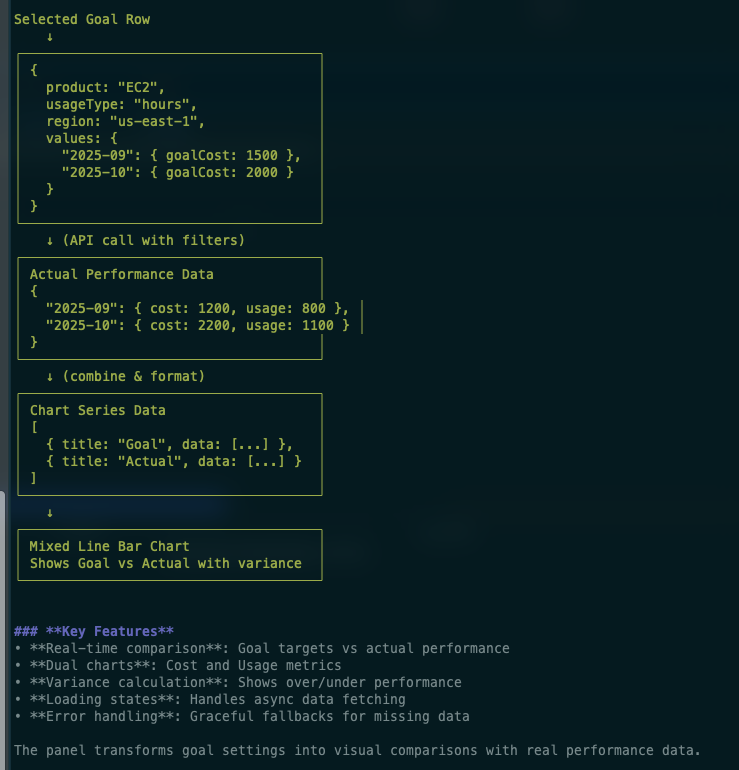 Selected Goal Row
↓
{
product: "EC2",
usageType: "hours",
region: "us-east-1",
values: {
"2025-09": { goalCost: 1500 },
"2025-10": { goalCost: 2000 }
}
}
↓ (API call with filters)
Actual Performance Data
{
"2025-09": { cost: 1200, usage: 800 },
"2025-10": { cost: 2200, usage: 1100 }
}
↓ (combine & format)
Chart Series Data
[
{ title: "Goal", data: [...] },
{ title: "Actual", data: [...] }
]
↓
Mixed Line Bar Chart
Shows Goal vs Actual with variance
### **Key Features**
• **Real-time comparison**: Goal targets vs actual performance
• **Dual charts**: Cost and Usage metrics
• **Variance calculation**: Shows over/under performance
• **Loading states**: Handles async data fetching
• **Error handling**: Graceful fallbacks for missing data
The panel transforms goal settings into visual comparisons with real performance data.